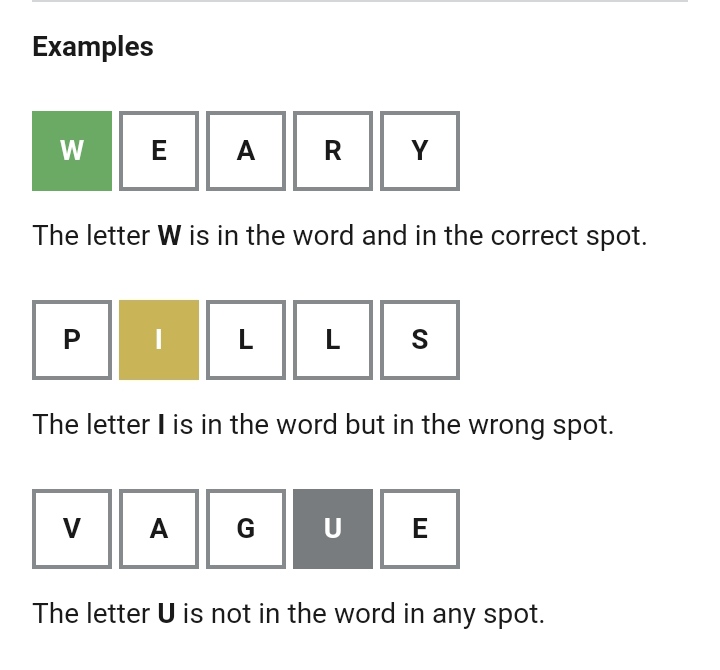 Examples
W E A R Y
The letter W is in the word and in the correct spot.
P I L L S
The letter I is in the word but in the wrong spot.
V A G U E
The letter U is not in the word in any spot.